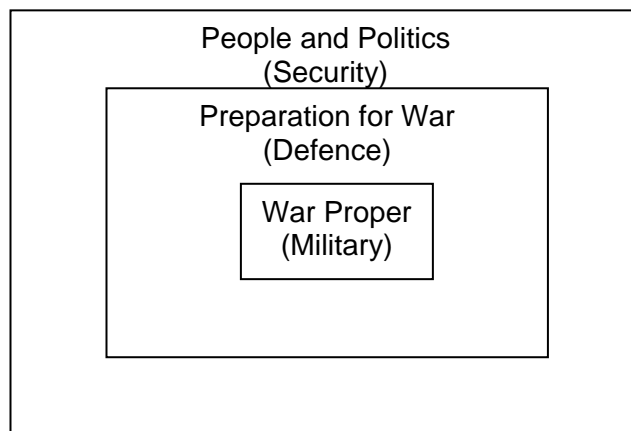 People and Politics
(Security)
Preparation for War
(Defence)
War Proper
(Military)